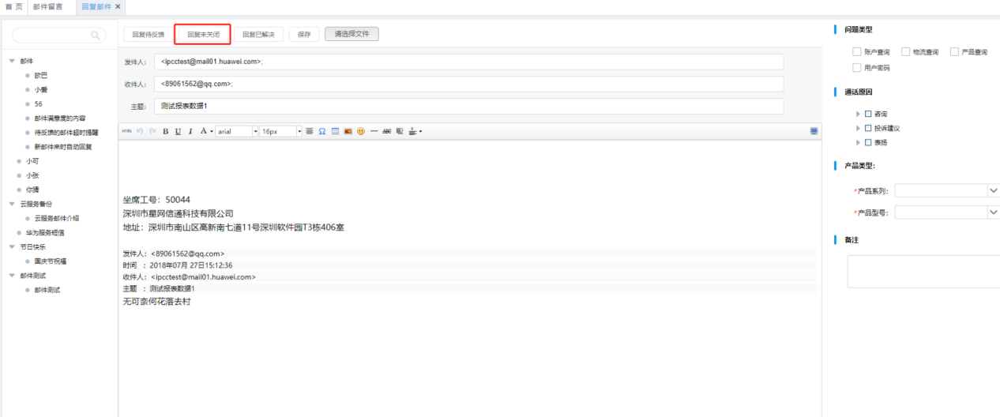 首 页 邮件留言 回复邮件 ×
回复待反馈 回复未关闭 回复已解决 保存 请选择文件
邮件
欧巴
小爱
56
邮件满意度的内容
待反馈的邮件超时提醒
新邮件来时自动回复
小可
小张
你猜
云服务备份
云服务邮件介绍
华为服务短信
节日快乐
国庆节祝福
邮件测试
邮件测试
发件人: <ipcctest@mail01.huawei.com>;
收件人: <89061562@qq.com>;
主题: 测试报表数据1
HTML B U I A arial 16px Ω ABC
坐席工号：50044
深圳市星网信通科技有限公司
地址：深圳市南山区高新南七道11号深圳软件园T3栋406室
发件人：<89061562@qq.com>
时间 ：2018年07月 27日15:12:36
收件人：<ipcctest@mail01.huawei.com>
主题 ：测试报表数据1
无可奈何花落去村
问题类型
账户查询 物流查询 产品查询
用户密码
通话原因
咨询
投诉建议
表扬
产品类型:
*产品系列:
*产品型号:
备注